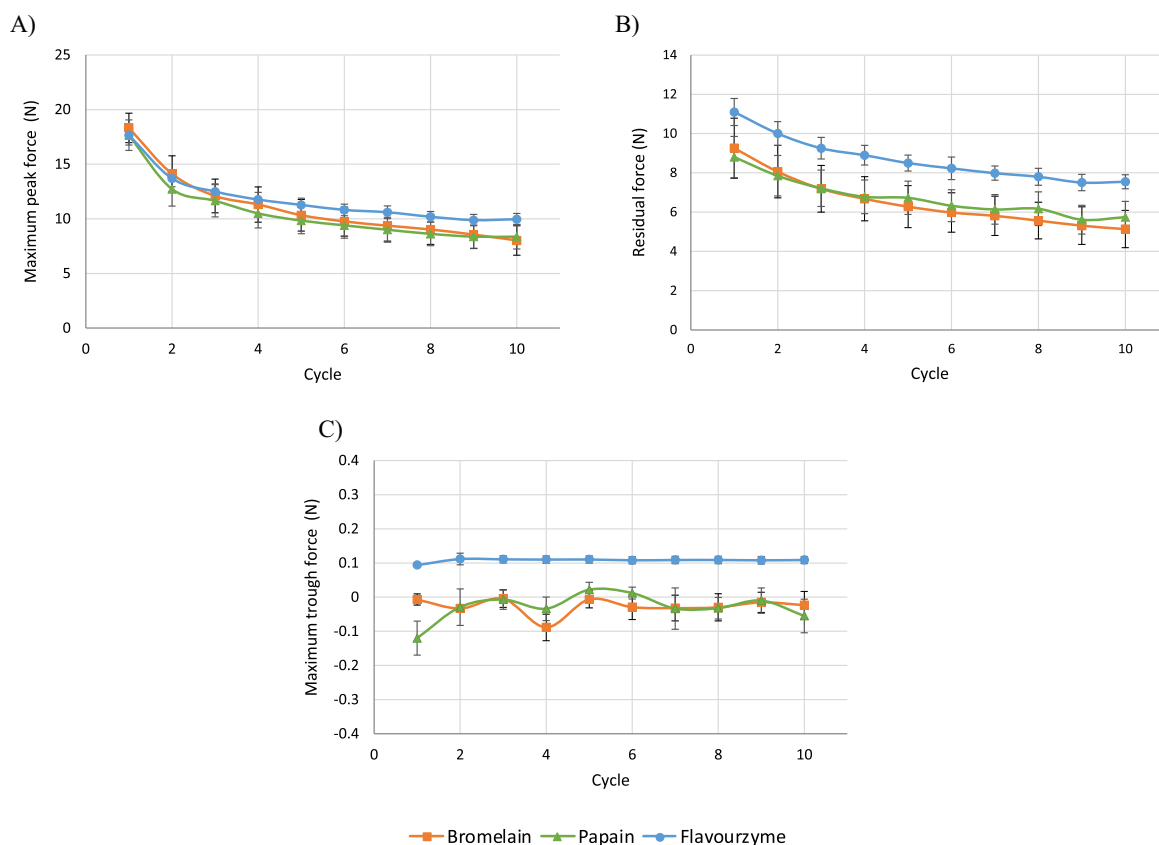 A)
25
20
15
10
5
0
0 2 4 6 8 10
Maximum peak force (N)
Cycle
B)
14
12
10
8
6
4
2
0
0 2 4 6 8 10
Residual force (N)
Cycle
C)
0.4
0.3
0.2
0.1
0
-0.1
-0.2
-0.3
-0.4
0 2 4 6 8 10
Maximum trough force (N)
Cycle
Bromelain Papain Flavourzyme